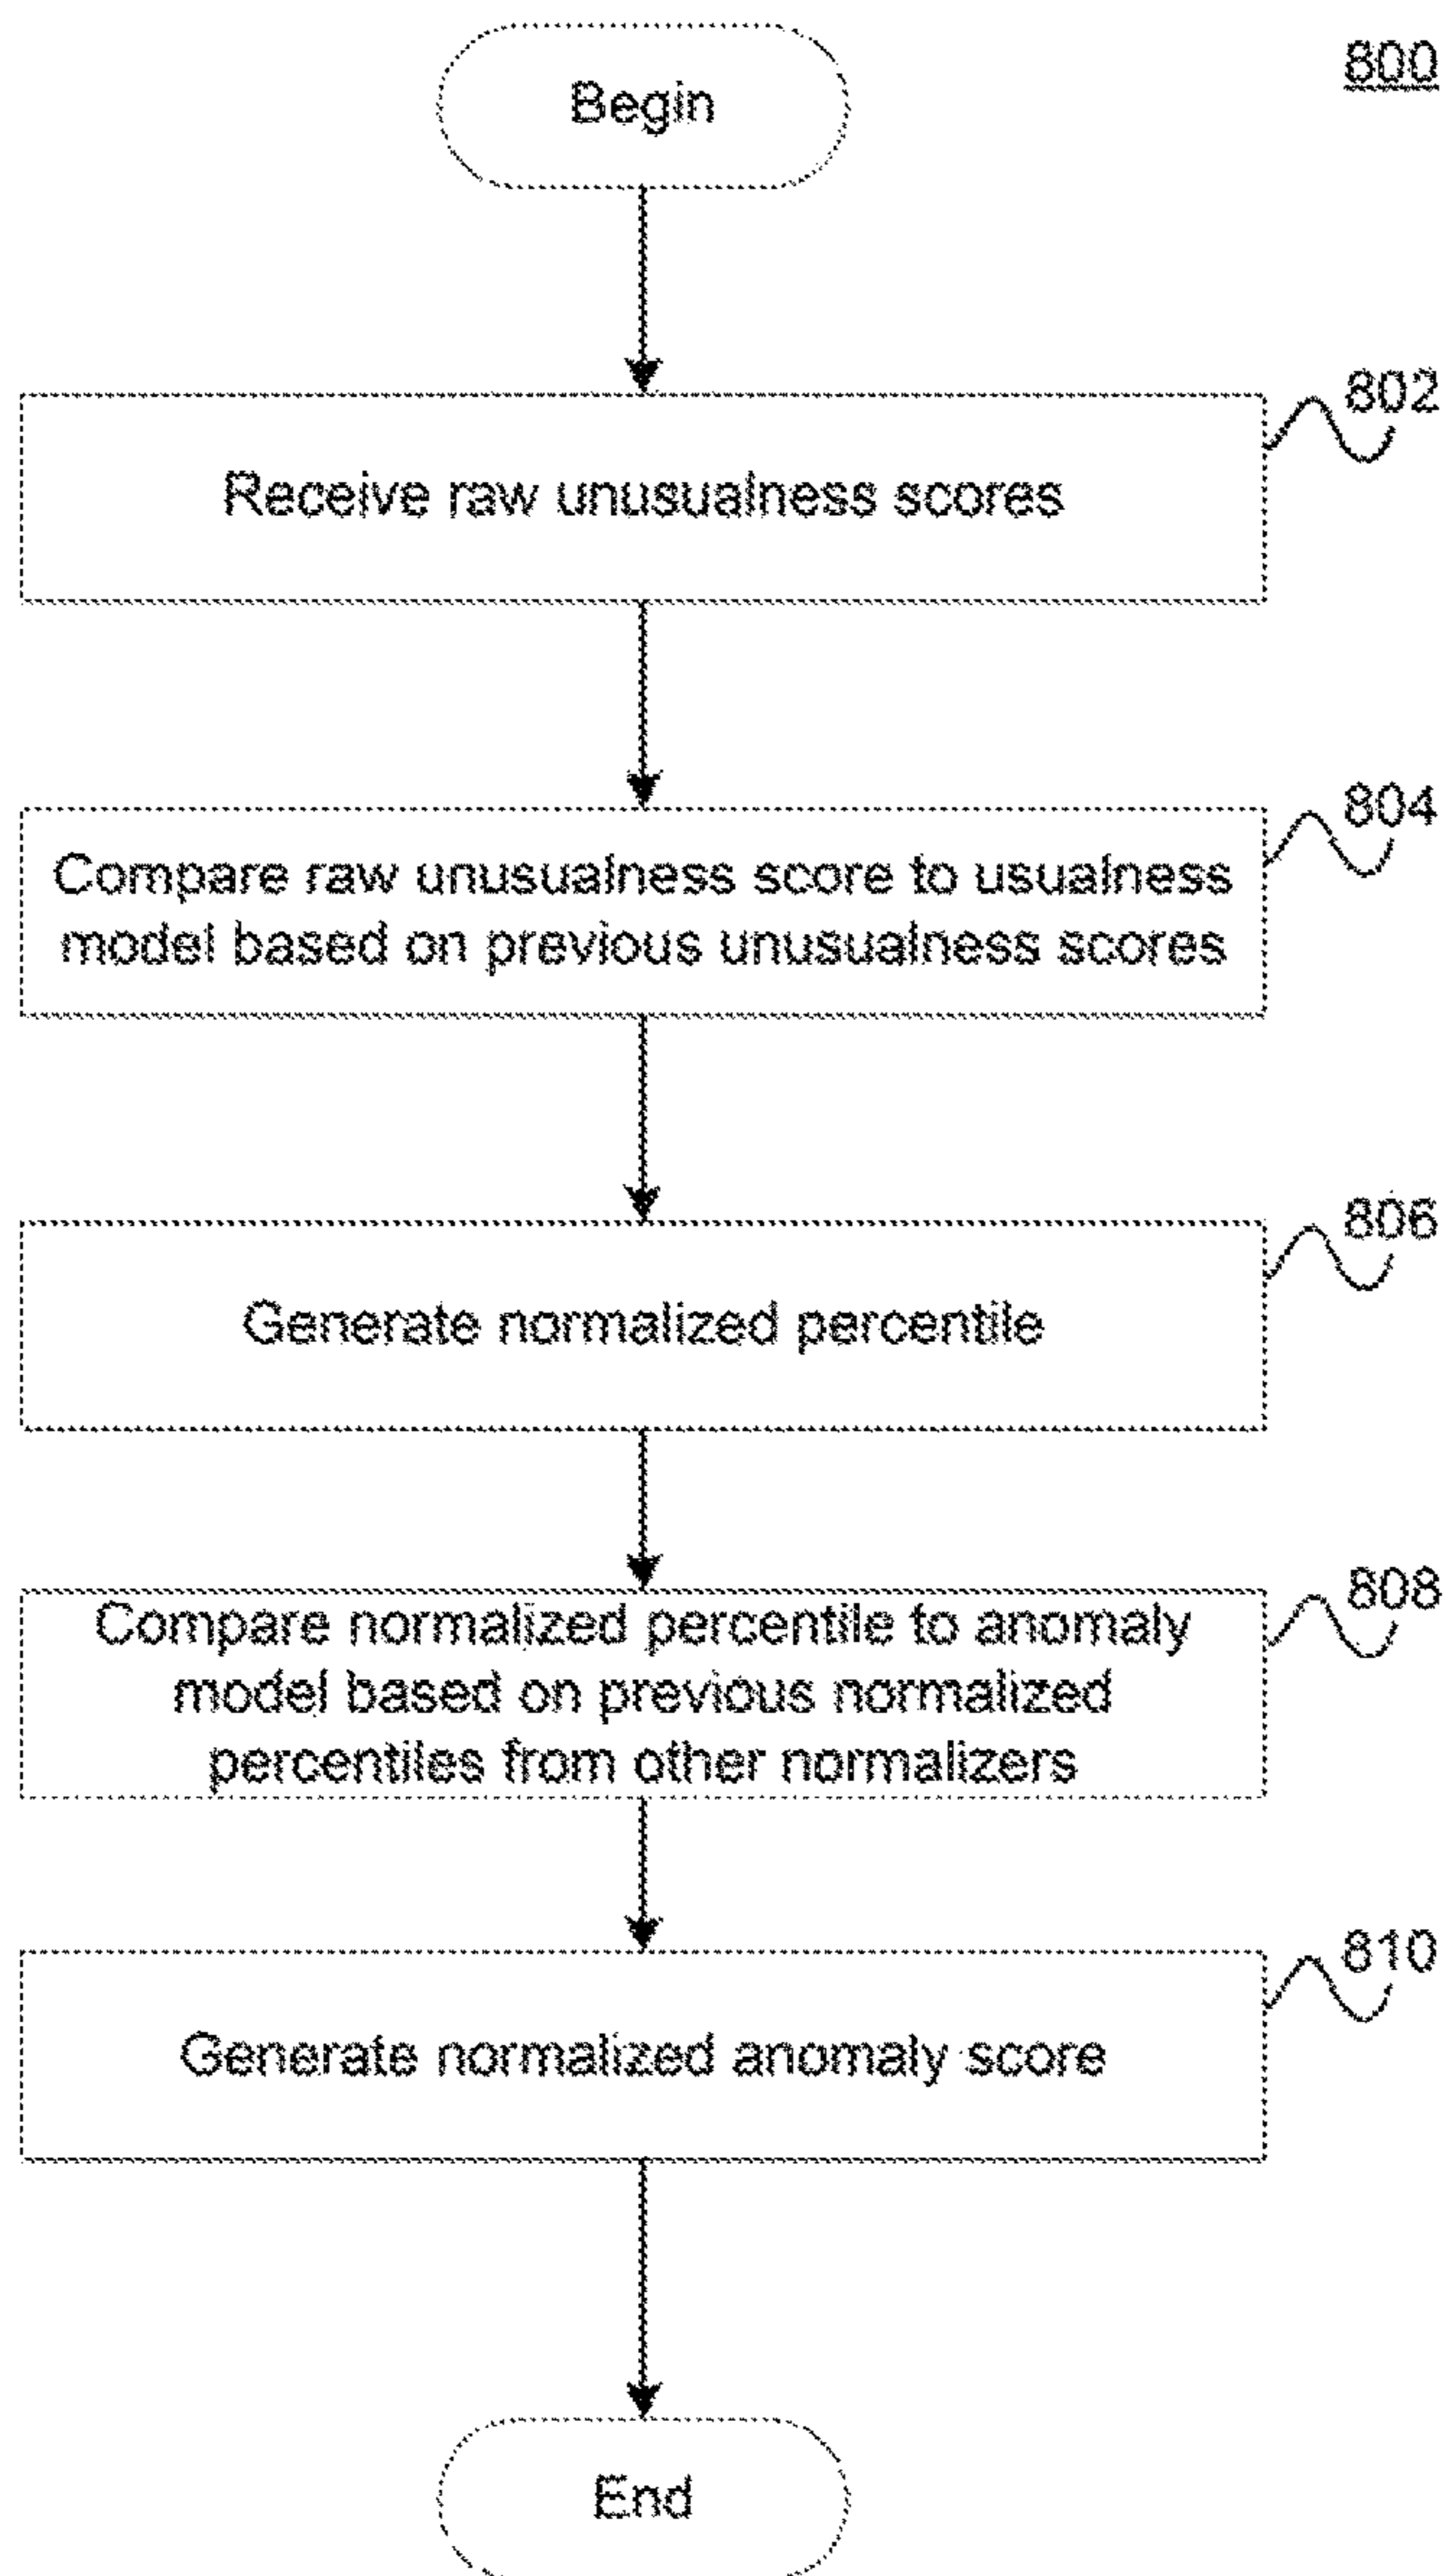 800
Begin
802
Receive raw unusualness scores
804
Compare raw unusualness score to usualness
model based on previous unusualness scores
806
Generate normalized percentile
808
Compare normalized percentile to anomaly
model based on previous normalized
percentiles from other normalizers
810
Generate normalized anomaly score
End